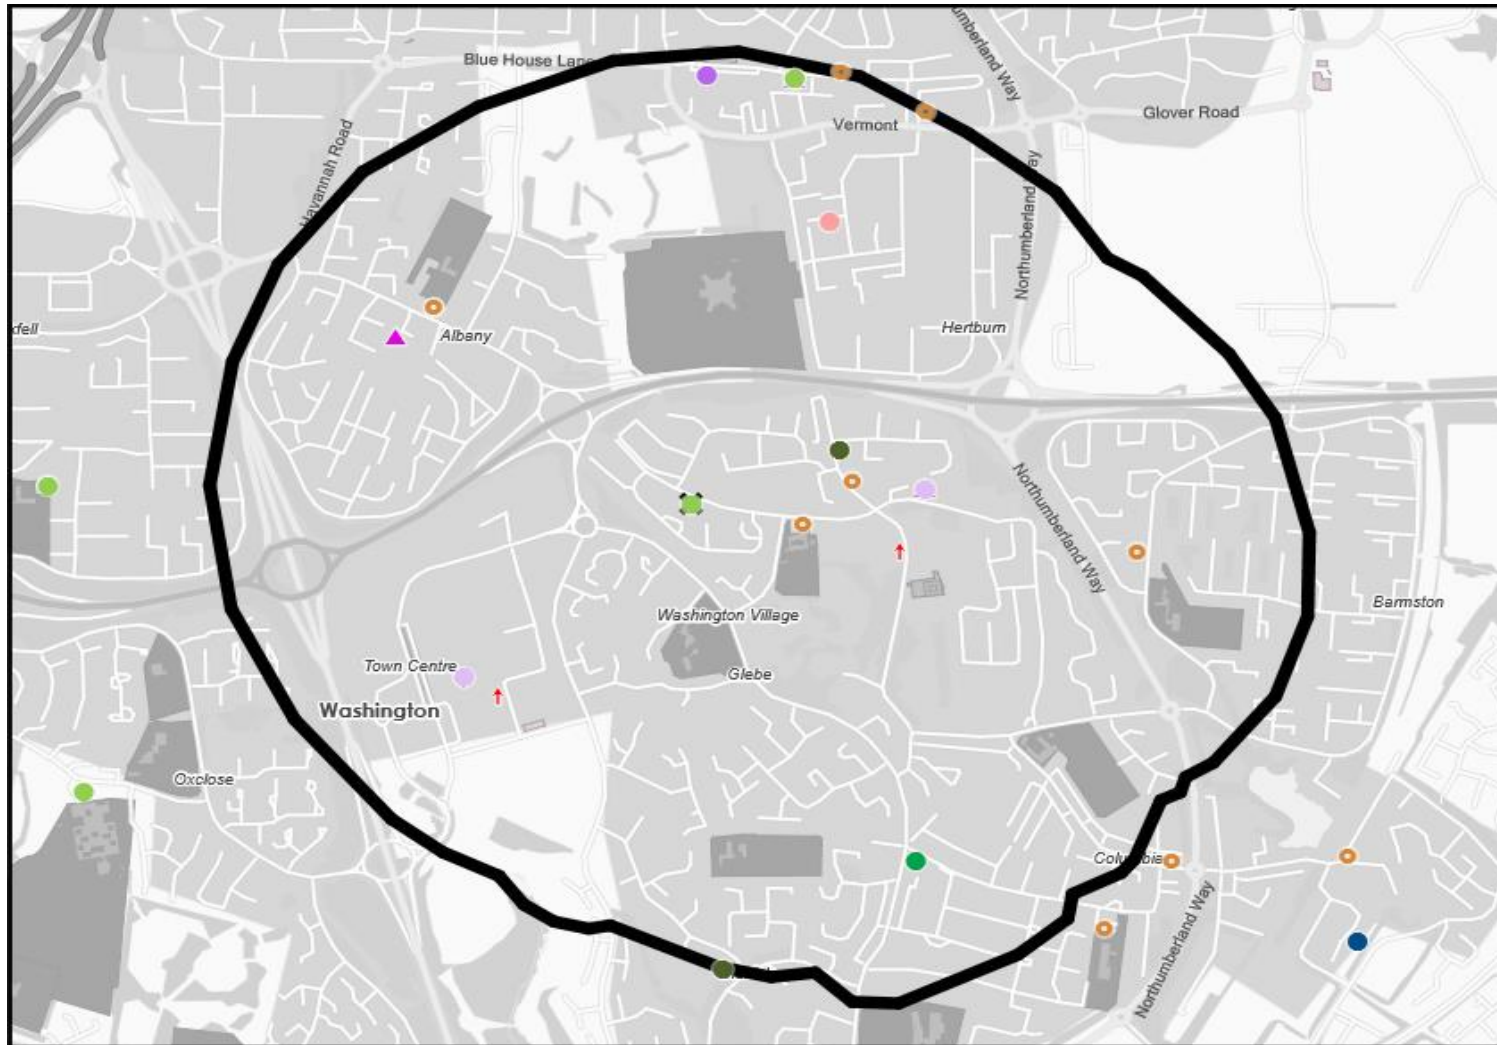 Northumberland Way
Blue House Lane
Glover Road
Vermont
Havannah Road
Northumberland Way
Hertburn
Albany
Northumberland Way
Barmston
Washington Village
Town Centre
Glebe
Washington
Oxclose
Columbia
Northumberland Way